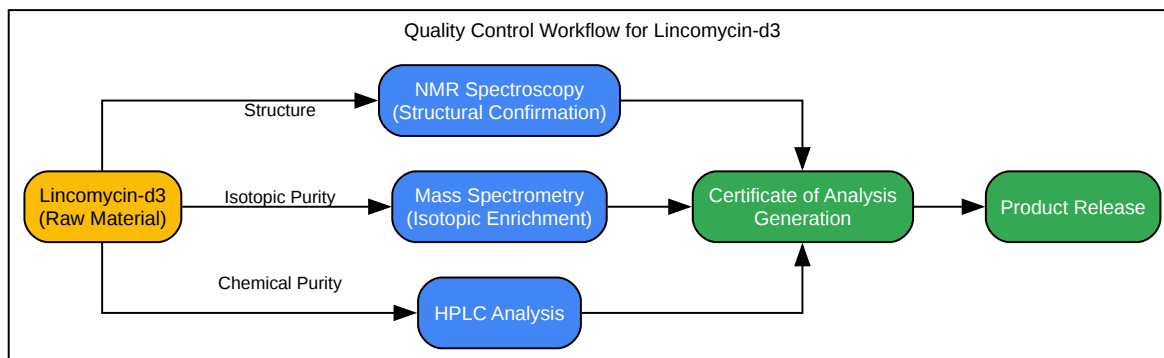 Quality Control Workflow for Lincomycin-d3
NMR Spectroscopy
(Structural Confirmation)
Structure
Lincomycin-d3
(Raw Material)
Isotopic Purity
Mass Spectrometry
(Isotopic Enrichment)
Certificate of Analysis
Generation
Product Release
Chemical Purity
HPLC Analysis